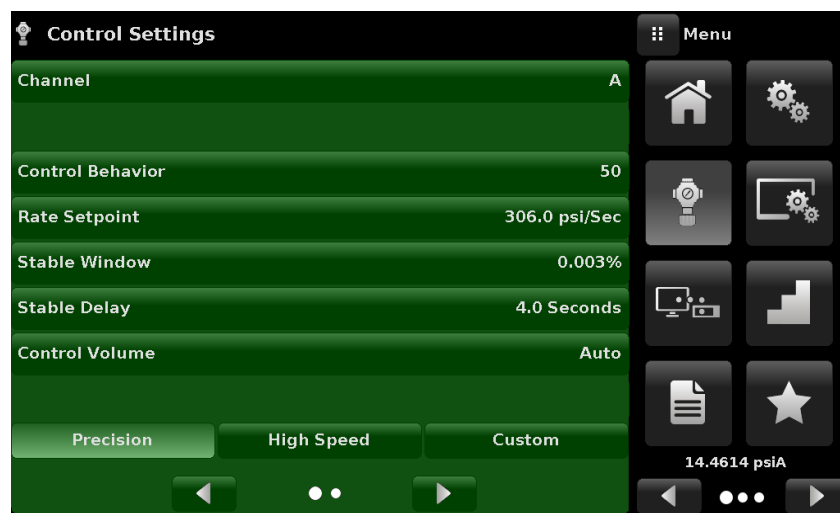 Control Settings
Menu
Channel A
Control Behavior 50
Rate Setpoint 306.0 psi/Sec
Stable Window 0.003%
Stable Delay 4.0 Seconds
Control Volume Auto
Precision High Speed Custom
14.4614 psiA